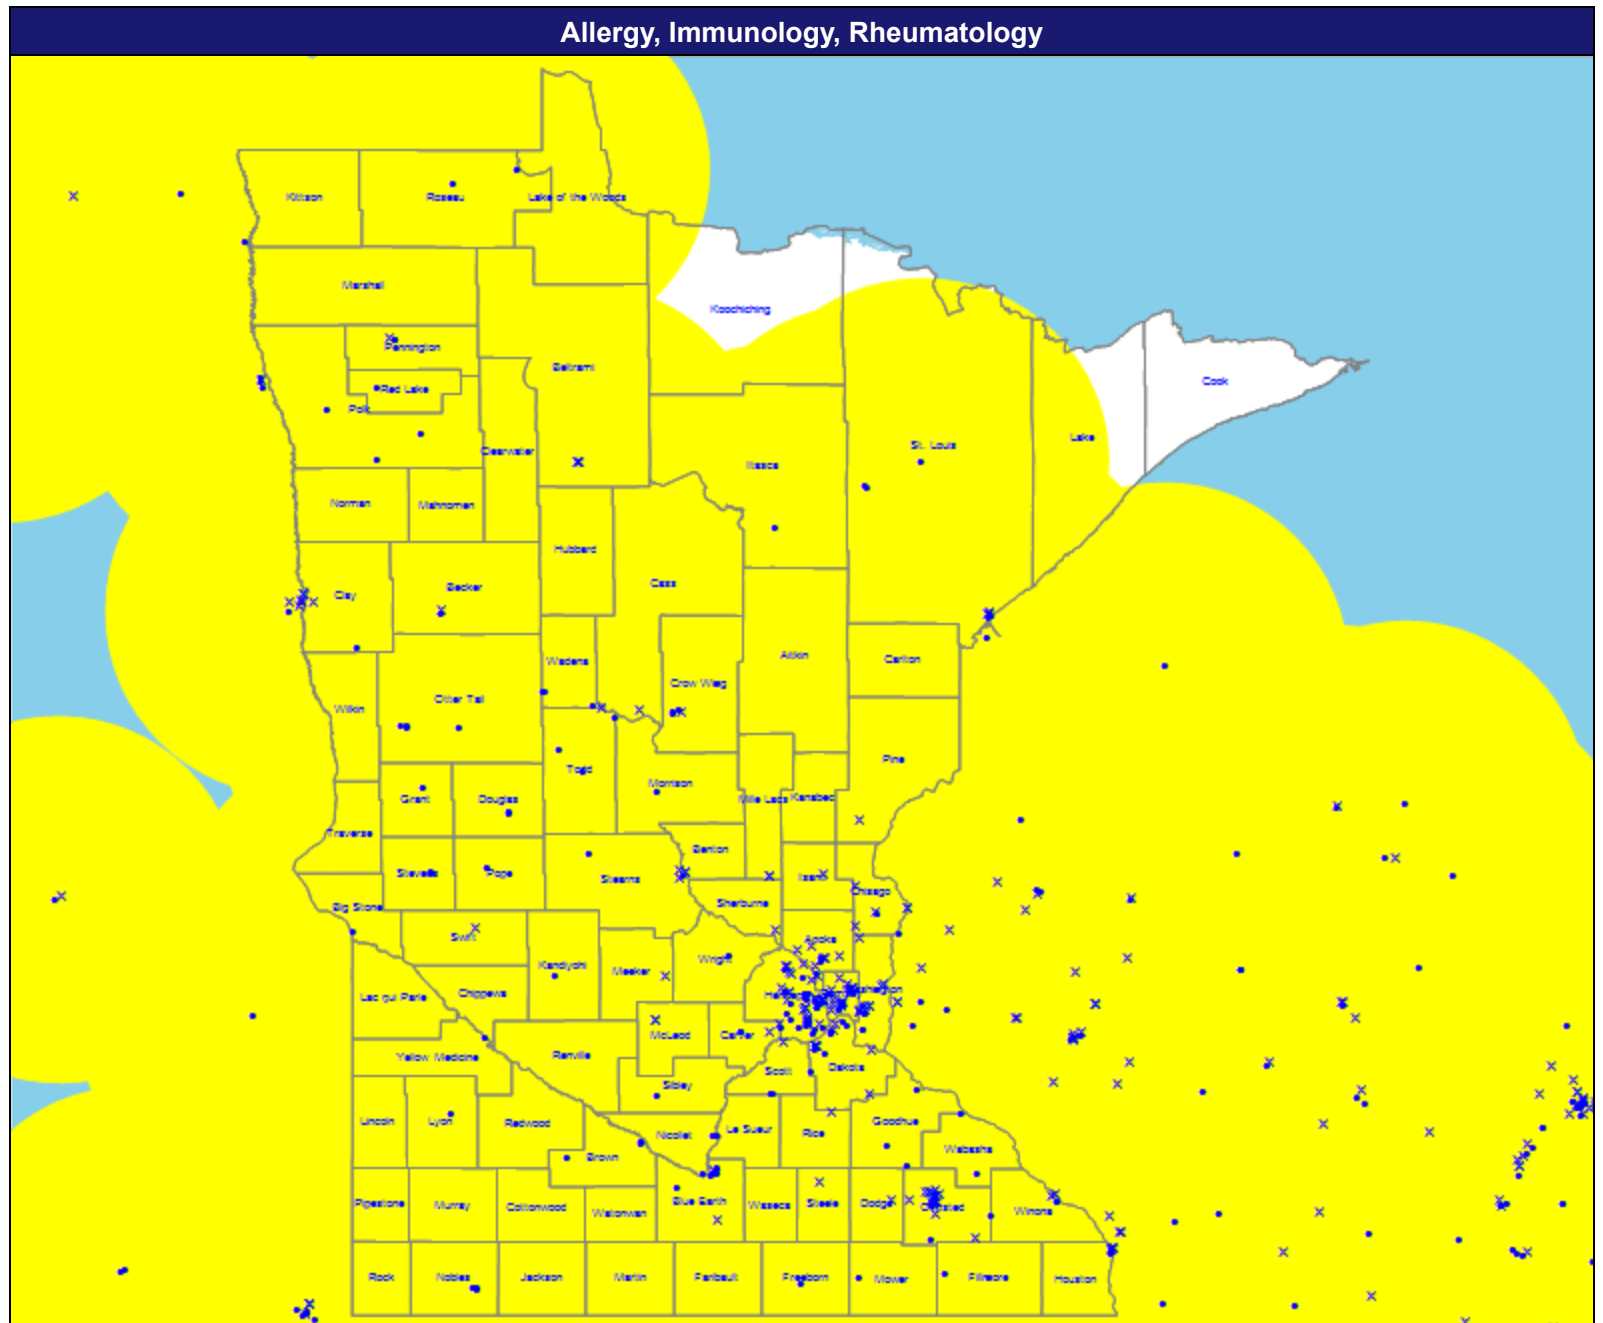 Allergy, Immunology, Rheumatology
Kittson
Roseau
Lake of the Woods
Marshall
Koochiching
Pennington
Beltrami
Red Lake
Polk
Cook
Lake
St. Louis
Clearwater
Itasca
Norman
Mahnomen
Hubbard
Cass
Clay
Becker
Aitkin
Carlton
Wadena
Crow Wing
Otter Tail
Wilkin
Pine
Todd
Morrison
Mille Lacs
Kanabec
Grant
Douglas
Traverse
Benton
Stevens
Pope
Stearns
Isanti
Chisago
Big Stone
Sherburne
Swift
Anoka
Kandiyohi
Meeker
Wright
Lac qui Parle
Chippewa
Washington
McLeod
Carver
Yellow Medicine
Renville
Scott
Dakota
Sibley
Lincoln
Lyon
Redwood
Nicollet
Le Sueur
Rice
Goodhue
Brown
Wabasha
Pipestone
Murray
Cottonwood
Watonwan
Blue Earth
Waseca
Steele
Dodge
Olmsted
Winona
Rock
Nobles
Jackson
Martin
Faribault
Freeborn
Mower
Fillmore
Houston